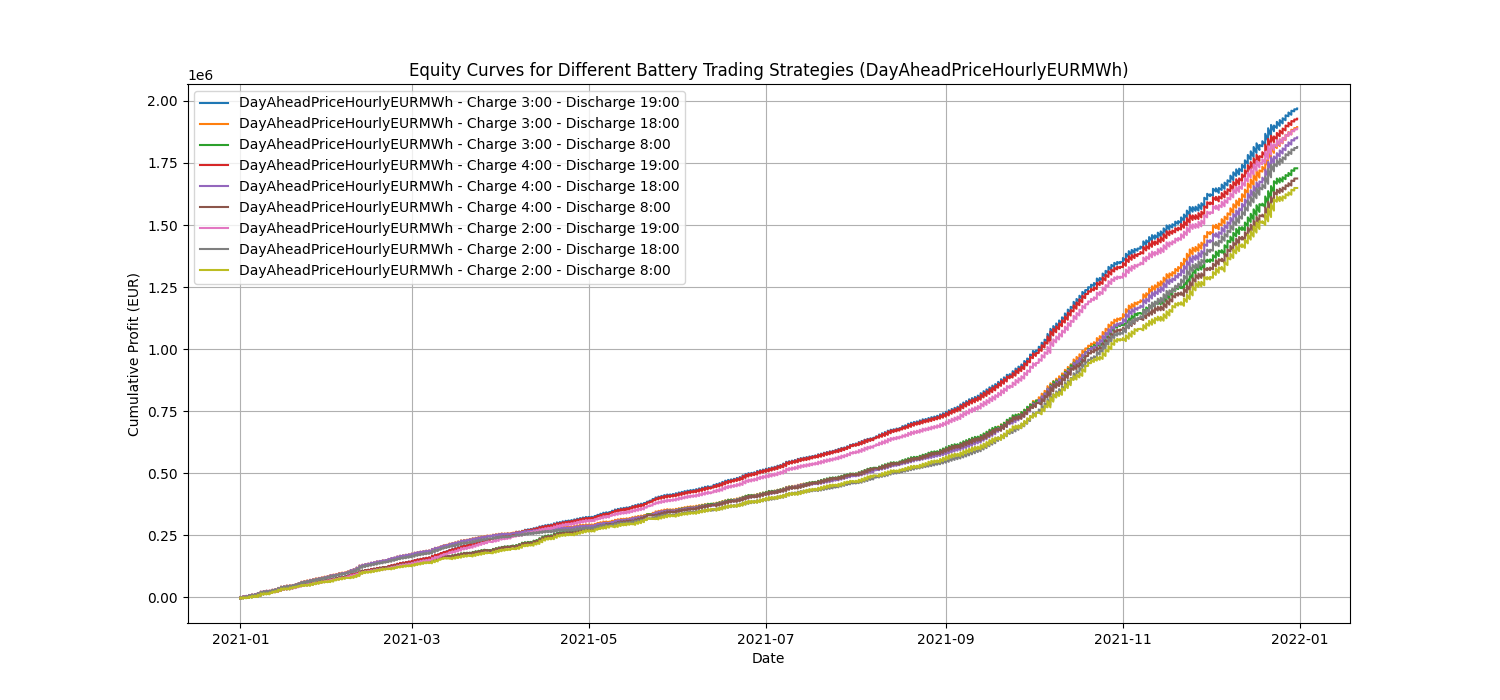 Equity Curves for Different Battery Trading Strategies (DayAheadPriceHourlyEURMWh)
1e6
2.00
1.75
1.50
1.25
1.00
0.75
0.50
0.25
0.00
Cumulative Profit (EUR)
DayAheadPriceHourlyEURMWh - Charge 3:00 - Discharge 19:00
DayAheadPriceHourlyEURMWh - Charge 3:00 - Discharge 18:00
DayAheadPriceHourlyEURMWh - Charge 3:00 - Discharge 8:00
DayAheadPriceHourlyEURMWh - Charge 4:00 - Discharge 19:00
DayAheadPriceHourlyEURMWh - Charge 4:00 - Discharge 18:00
DayAheadPriceHourlyEURMWh - Charge 4:00 - Discharge 8:00
DayAheadPriceHourlyEURMWh - Charge 2:00 - Discharge 19:00
DayAheadPriceHourlyEURMWh - Charge 2:00 - Discharge 18:00
DayAheadPriceHourlyEURMWh - Charge 2:00 - Discharge 8:00
2021-01 2021-03 2021-05 2021-07 2021-09 2021-11 2022-01
Date